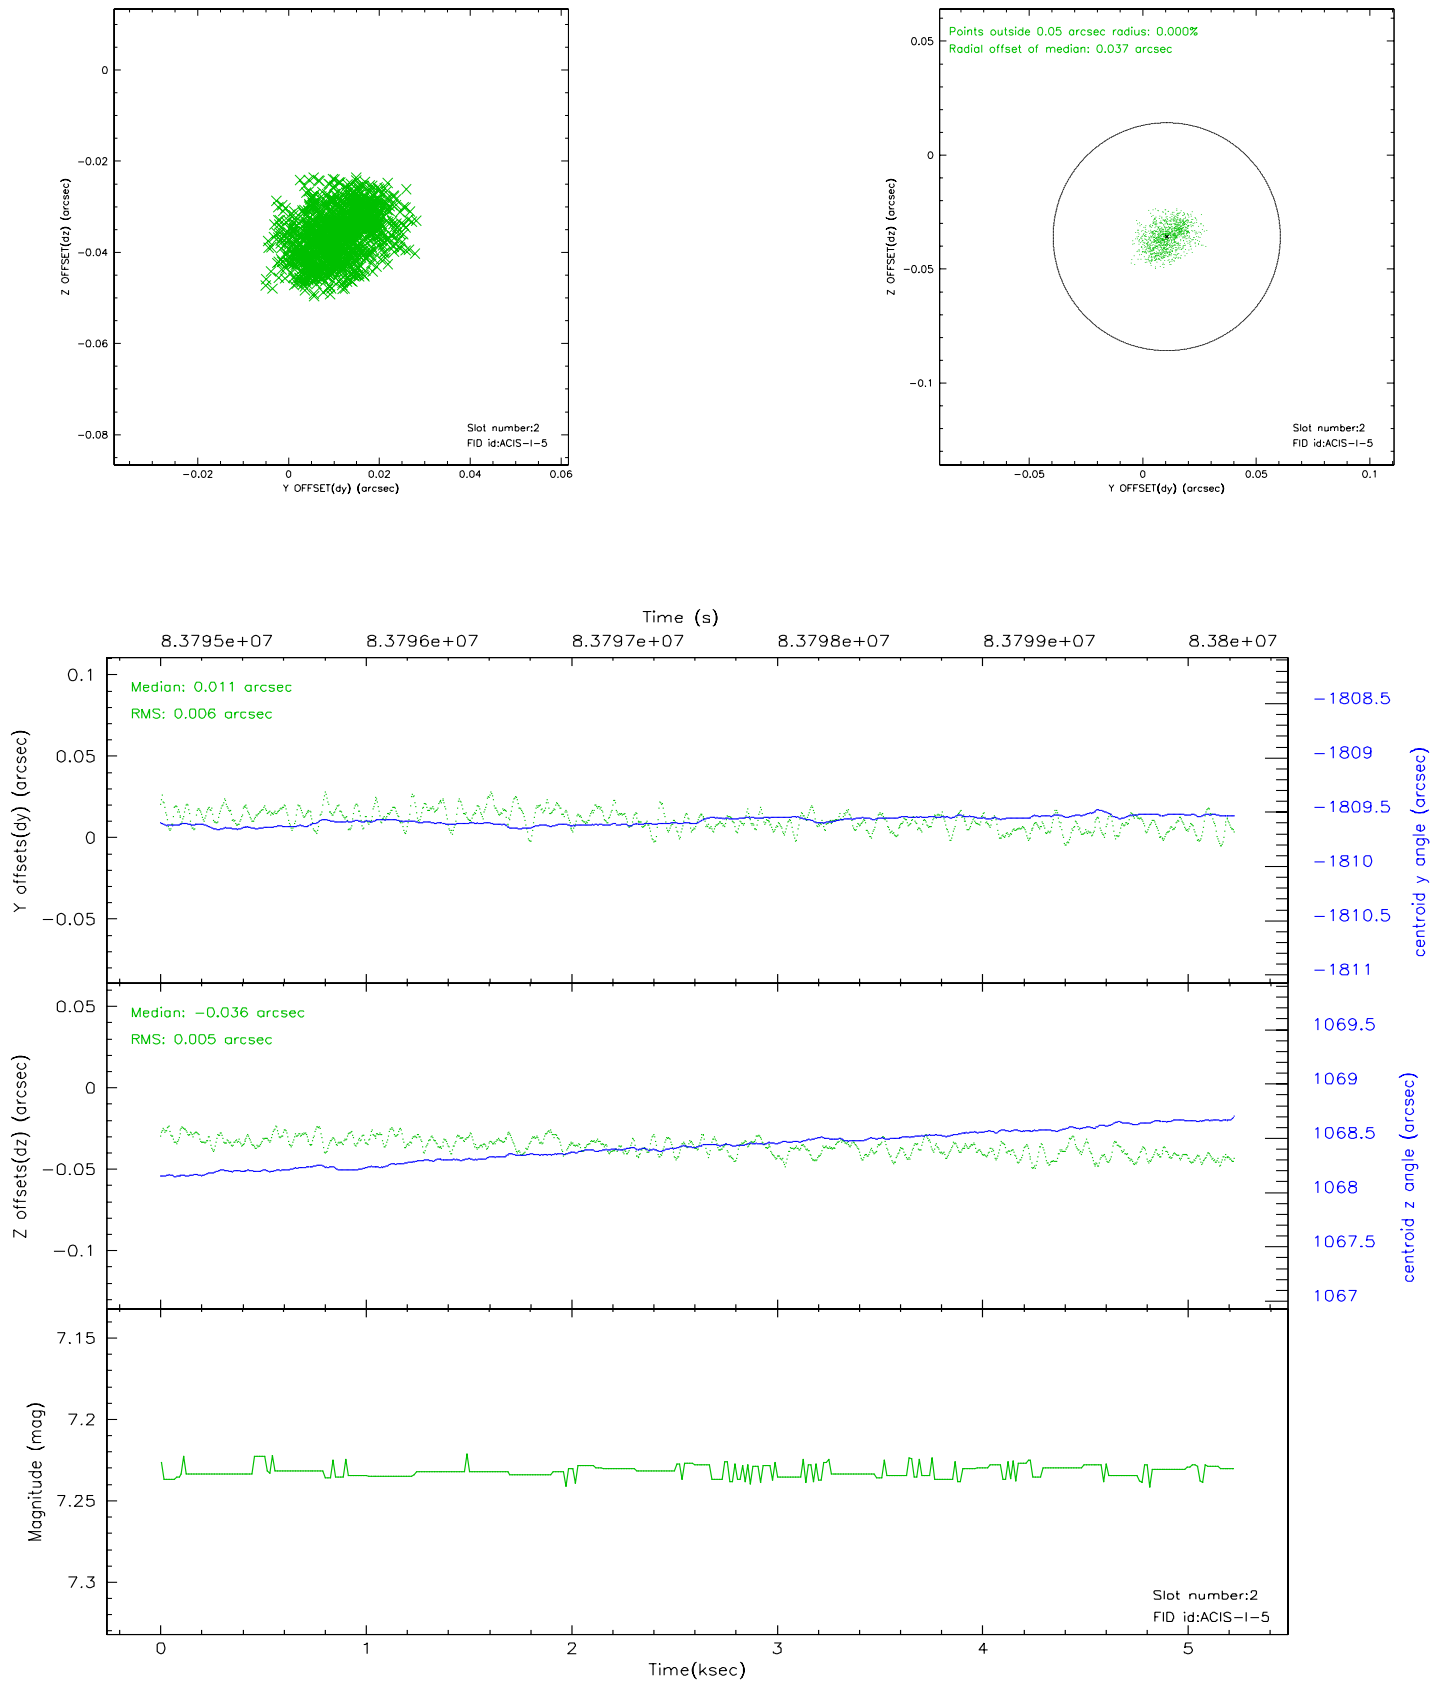 0
-0.02
-0.04
-0.06
-0.08
Z OFFSET(dz) (arcsec)
-0.02
0
0.02
0.04
0.06
Y OFFSET(dy) (arcsec)
Slot number:2
FID id:ACIS-I-5
Points outside 0.05 arcsec radius: 0.000%
Radial offset of median: 0.037 arcsec
0.05
0
-0.05
-0.1
Z OFFSET(dz) (arcsec)
-0.05
0
0.05
0.1
Y OFFSET(dy) (arcsec)
Slot number:2
FID id:ACIS-I-5
Time (s)
8.3795e+07
8.3796e+07
8.3797e+07
8.3798e+07
8.3799e+07
8.38e+07
Median: 0.011 arcsec
RMS: 0.006 arcsec
0.1
0.05
0
-0.05
Y offsets(dy) (arcsec)
-1808.5
-1809
-1809.5
-1810
-1810.5
-1811
centroid y angle (arcsec)
Median: -0.036 arcsec
RMS: 0.005 arcsec
0.05
0
-0.05
-0.1
Z offsets(dz) (arcsec)
1069.5
1069
1068.5
1068
1067.5
1067
centroid z angle (arcsec)
7.15
7.2
7.25
7.3
Magnitude (mag)
Slot number:2
FID id:ACIS-I-5
0
1
2
3
4
5
Time(ksec)